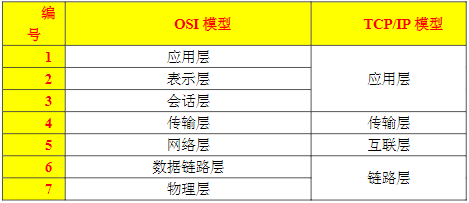 编号 OSI 模型 TCP/IP 模型
1 应用层 应用层
2 表示层
3 会话层
4 传输层 传输层
5 网络层 互联层
6 数据链路层 链路层
7 物理层